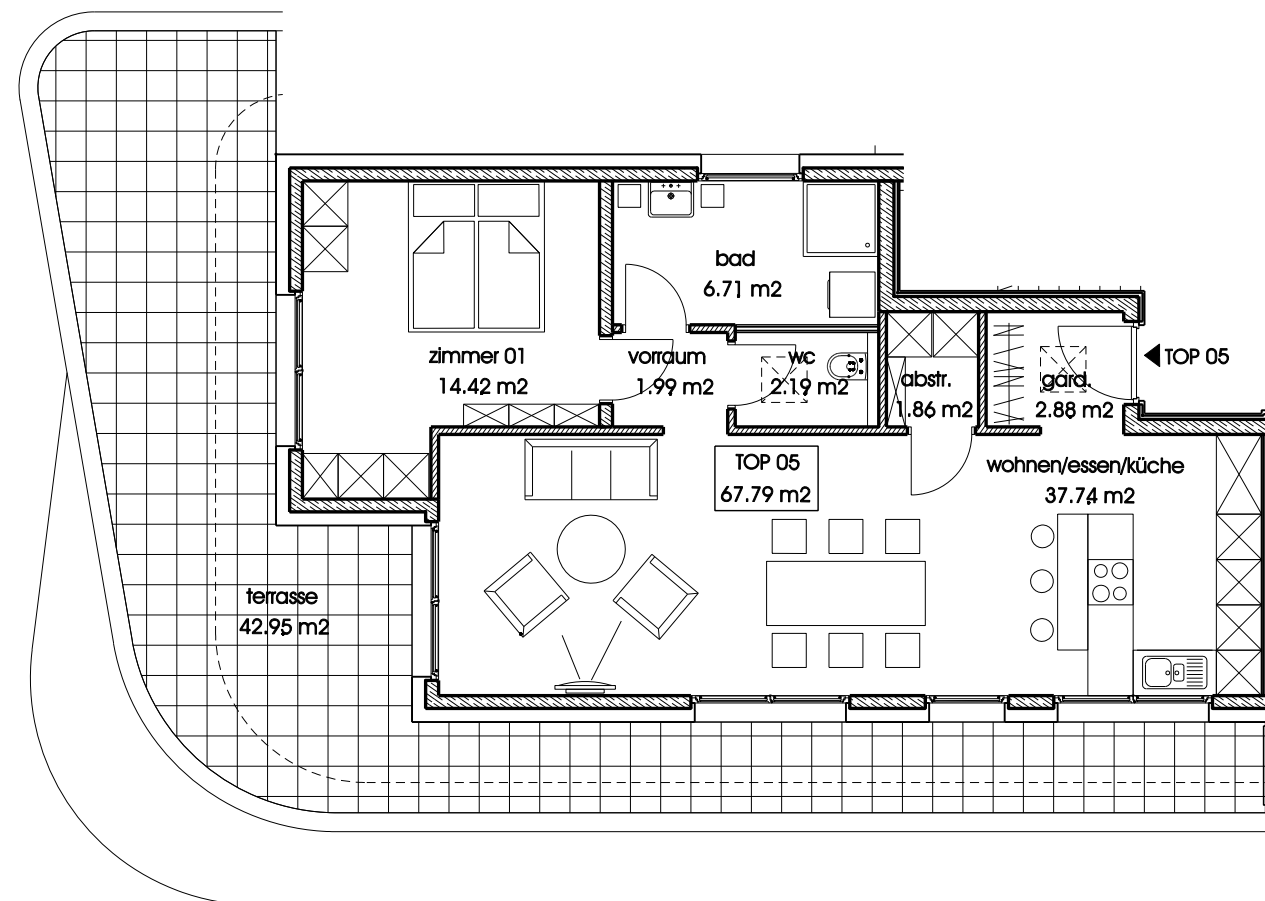 bad
6.71 m2
zimmer 01
14.42 m2
vorraum
1.99 m2
wc
2.19 m2
abstr.
1.86 m2
gard.
2.88 m2
TOP 05
TOP 05
67.79 m2
wohnen/essen/küche
37.74 m2
terrasse
42.95 m2